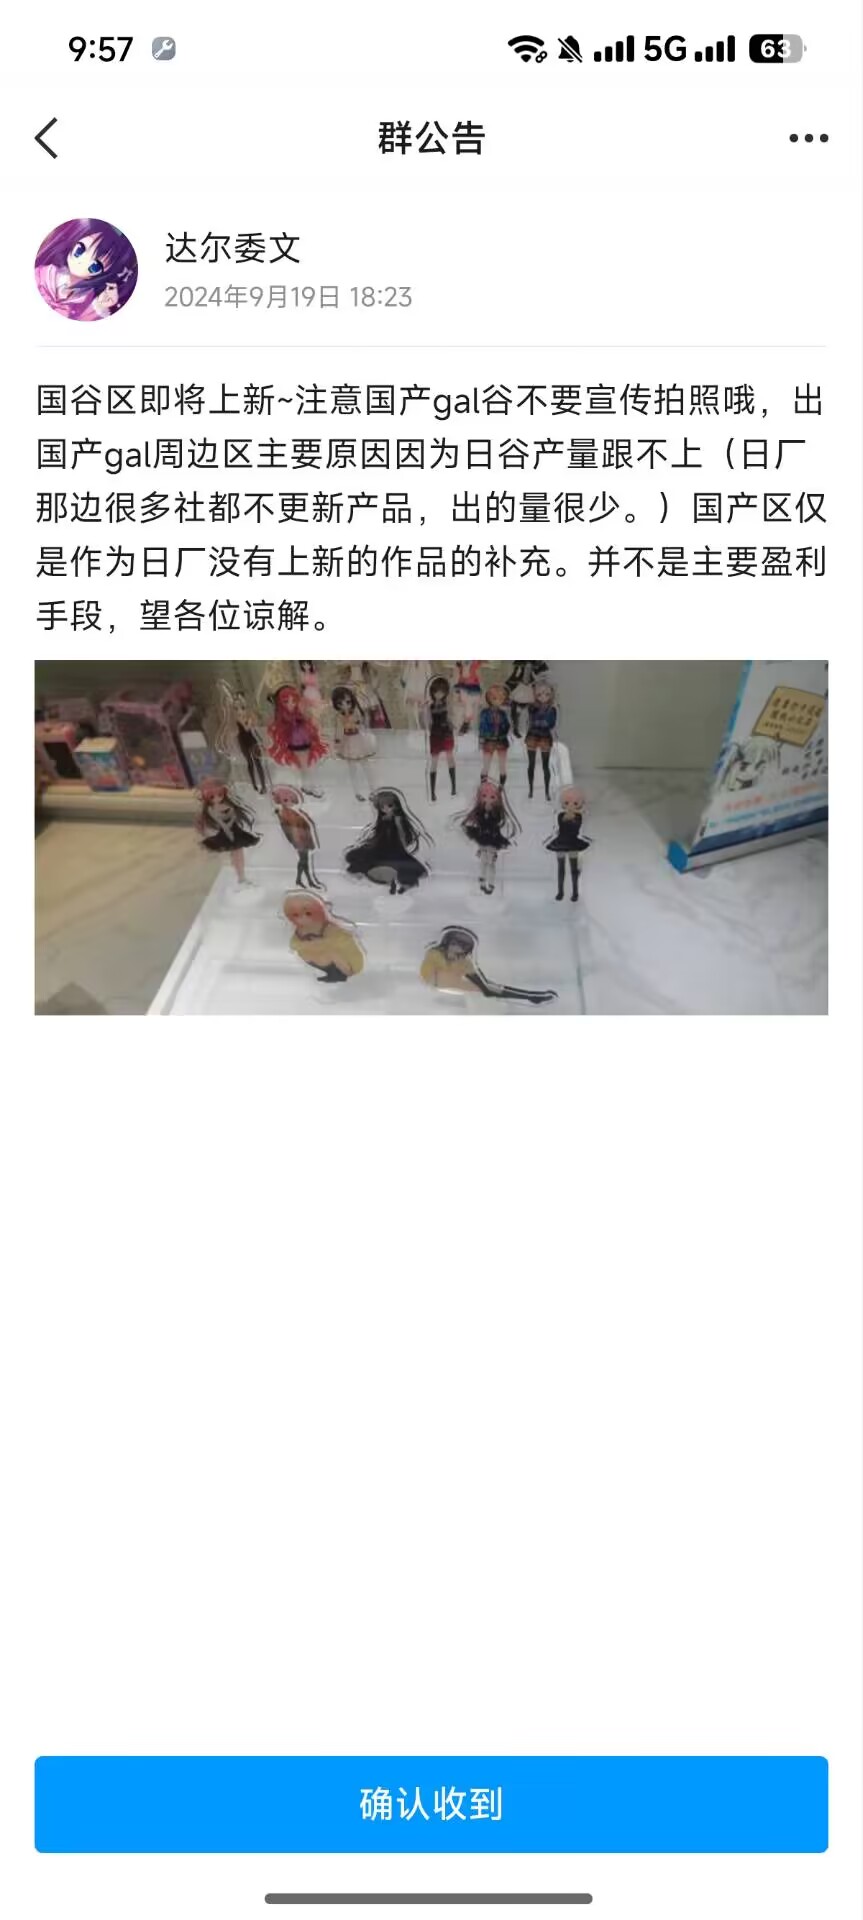 9:57
5G
63
群公告
达尔委文
2024年9月19日 18:23
国谷区即将上新~注意国产gal谷不要宣传拍照哦，出
国产gal周边区主要原因因为日谷产量跟不上（日厂
那边很多社都不更新产品，出的量很少。）国产区仅
是作为日厂没有上新的作品的补充。并不是主要盈利
手段，望各位谅解。
确认收到